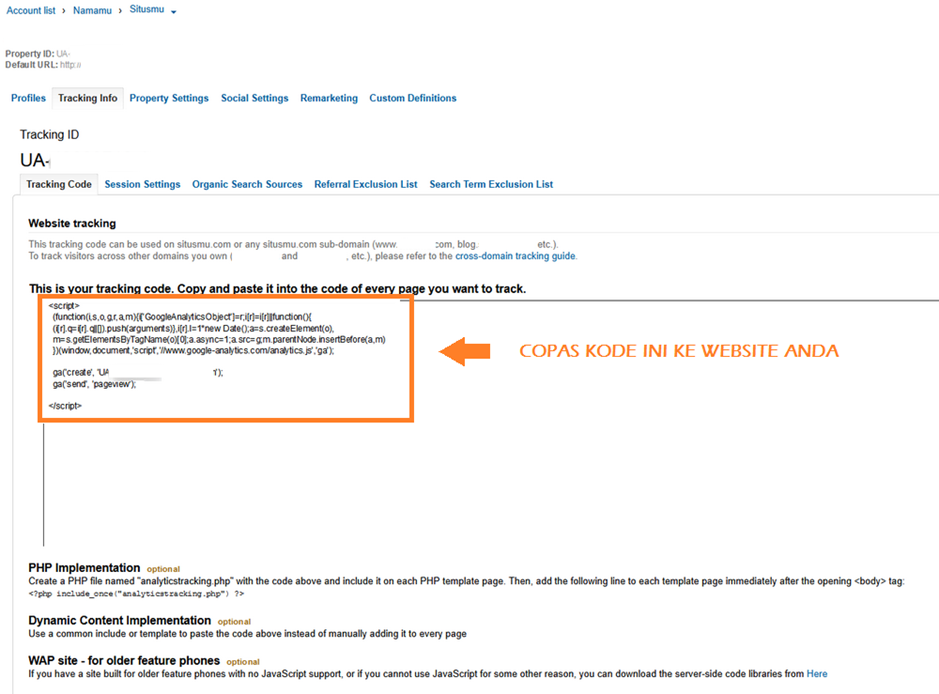 Account list › Namamu › Situsmu
Property ID: UA-
Default URL: http://
Profiles Tracking Info Property Settings Social Settings Remarketing Custom Definitions
Tracking ID
UA-
Tracking Code Session Settings Organic Search Sources Referral Exclusion List Search Term Exclusion List
Website tracking
This tracking code can be used on situsmu.com or any situsmu.com sub-domain (www. com, blog. etc.).
To track visitors across other domains you own ( and , etc.), please refer to the cross-domain tracking guide.
This is your tracking code. Copy and paste it into the code of every page you want to track.
<script>
(function(i,s,o,g,r,a,m){i['GoogleAnalyticsObject']=r;i[r]=i[r]||function(){
(i[r].q=i[r].q||[]).push(arguments)},i[r].l=1*new Date();a=s.createElement(o),
m=s.getElementsByTagName(o)[0];a.async=1;a.src=g;m.parentNode.insertBefore(a,m)
})(window,document,'script','//www.google-analytics.com/analytics.js','ga');
ga('create', 'UA ');
ga('send', 'pageview');
</script>
COPAS KODE INI KE WEBSITE ANDA
PHP Implementation optional
Create a PHP file named "analyticstracking.php" with the code above and include it on each PHP template page. Then, add the following line to each template page immediately after the opening <body> tag:
<?php include_once("analyticstracking.php") ?>
Dynamic Content Implementation optional
Use a common include or template to paste the code above instead of manually adding it to every page
WAP site - for older feature phones optional
If you have a site built for older feature phones with no JavaScript support, or if you cannot use JavaScript for some other reason, you can download the server-side code libraries from Here